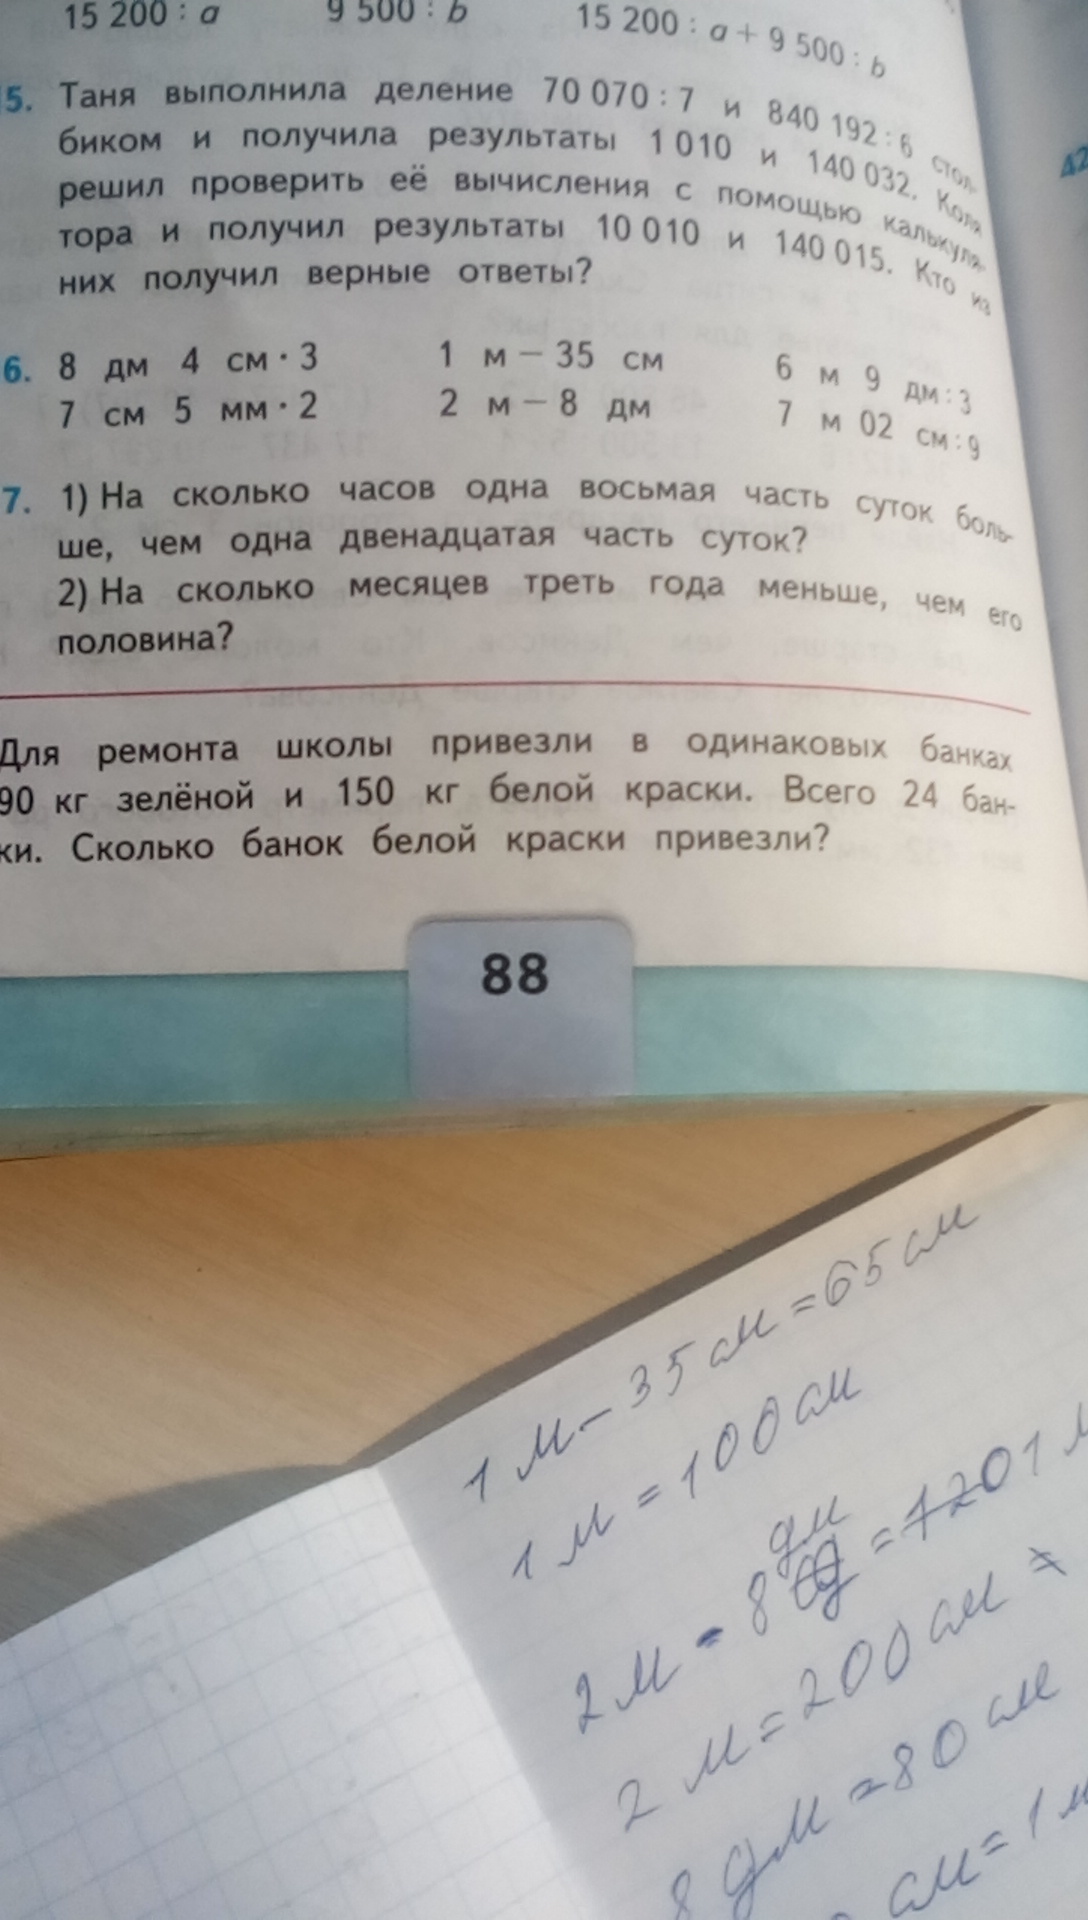 15 200 : a 9 500 : b 15 200 : a + 9 500 : b
5. Таня выполнила деление 70 070 : 7 и 840 192 : 6 стол-
биком и получила результаты 1 010 и 140 032. Коля
решил проверить её вычисления с помощью калькуля-
тора и получил результаты 10 010 и 140 015. Кто из
них получил верные ответы?
6. 8 дм 4 см · 3 1 м − 35 см 6 м 9 дм : 3
7 см 5 мм · 2 2 м − 8 дм 7 м 02 см : 9
7. 1) На сколько часов одна восьмая часть суток боль-
ше, чем одна двенадцатая часть суток?
2) На сколько месяцев треть года меньше, чем его
половина?
Для ремонта школы привезли в одинаковых банках
90 кг зелёной и 150 кг белой краски. Всего 24 бан-
ки. Сколько банок белой краски привезли?
88
42
1 м − 35 см = 65 см
1 м = 100 см
2 м − 8 дм = 1
2 м = 200 см
8 дм = 80 см
см = 1 м